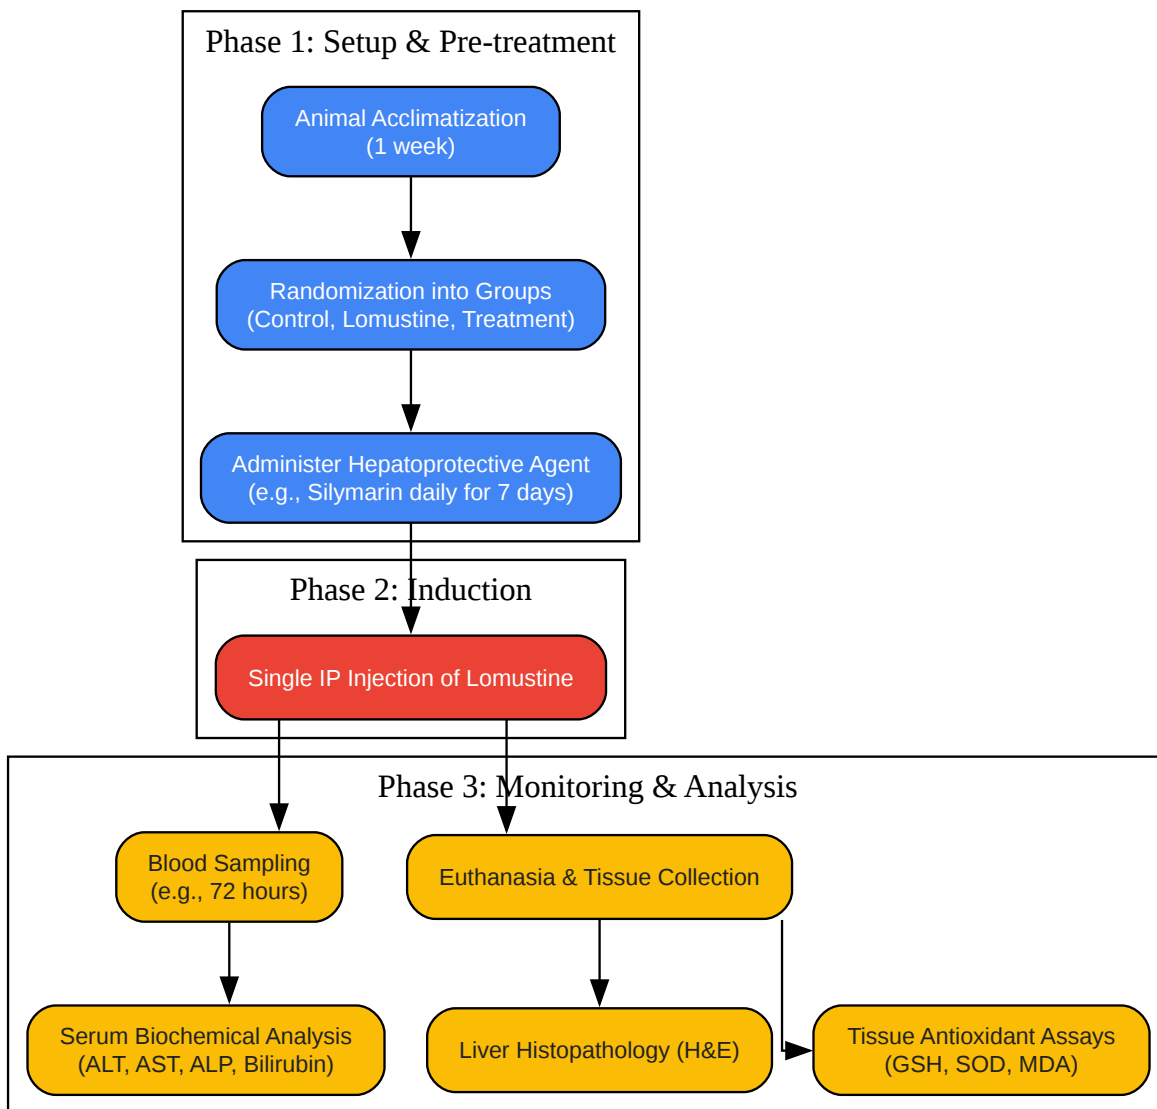 Phase 1: Setup & Pre-treatment
Animal Acclimatization
(1 week)
Randomization into Groups
(Control, Lomustine, Treatment)
Administer Hepatoprotective Agent
(e.g., Silymarin daily for 7 days)
Phase 2: Induction
Single IP Injection of Lomustine
Phase 3: Monitoring & Analysis
Blood Sampling
(e.g., 72 hours)
Euthanasia & Tissue Collection
Serum Biochemical Analysis
(ALT, AST, ALP, Bilirubin)
Liver Histopathology (H&E)
Tissue Antioxidant Assays
(GSH, SOD, MDA)